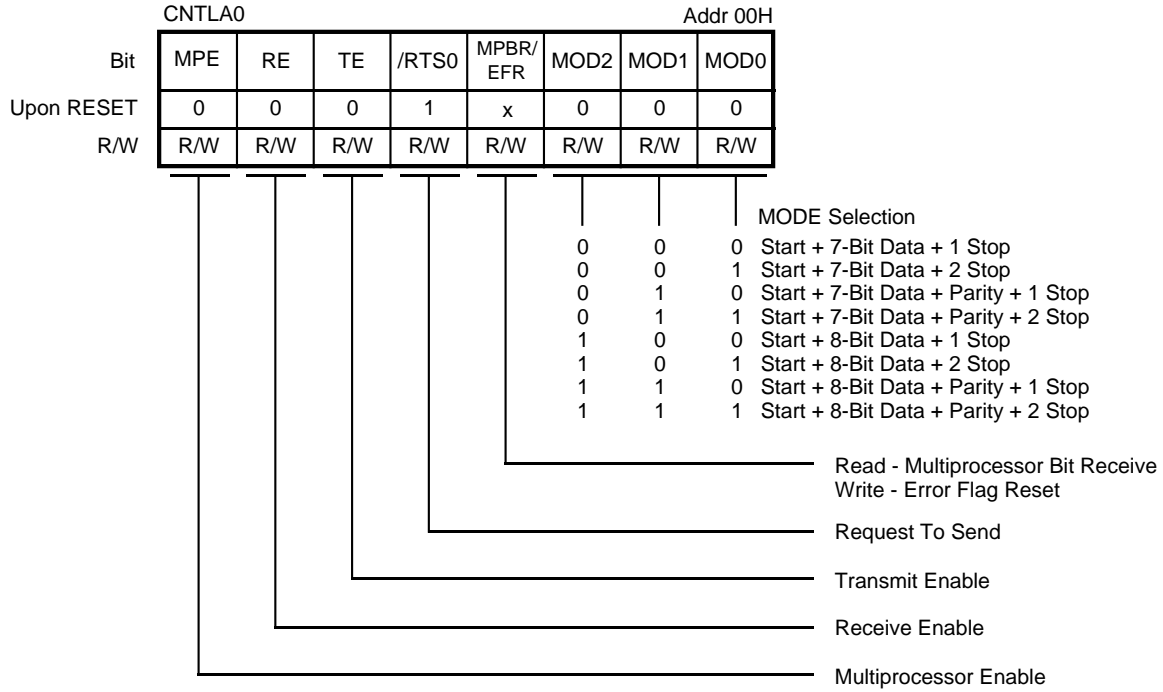 CNTLA0 Addr 00H
Bit MPE RE TE /RTS0 MPBR/ EFR MOD2 MOD1 MOD0
Upon RESET 0 0 0 1 x 0 0 0
R/W R/W R/W R/W R/W R/W R/W R/W R/W
MODE Selection
0 0 0 Start + 7-Bit Data + 1 Stop
0 0 1 Start + 7-Bit Data + 2 Stop
0 1 0 Start + 7-Bit Data + Parity + 1 Stop
0 1 1 Start + 7-Bit Data + Parity + 2 Stop
1 0 0 Start + 8-Bit Data + 1 Stop
1 0 1 Start + 8-Bit Data + 2 Stop
1 1 0 Start + 8-Bit Data + Parity + 1 Stop
1 1 1 Start + 8-Bit Data + Parity + 2 Stop
Read - Multiprocessor Bit Receive
Write - Error Flag Reset
Request To Send
Transmit Enable
Receive Enable
Multiprocessor Enable